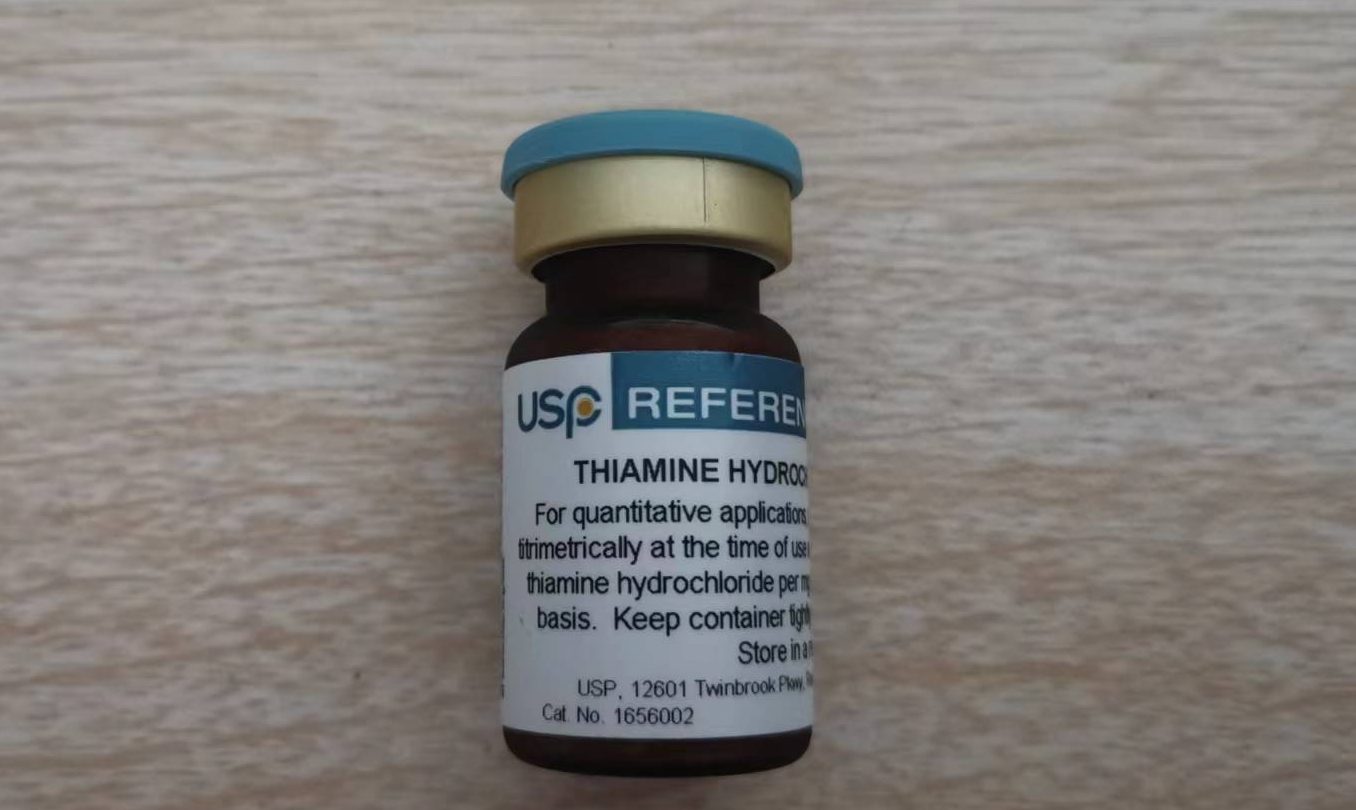 USP REFEREN
THIAMINE HYDROC
For quantitative applications
titrimetrically at the time of use
thiamine hydrochloride per
basis. Keep container
Store in a
USP, 12601 Twinbrook Pkwy,
Cat. No. 1656002